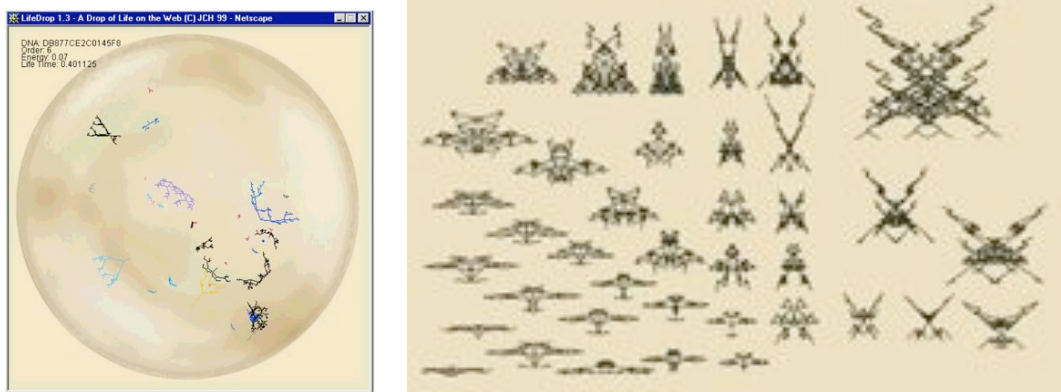 LifeDrop 1.3 - A Drop of Life on the Web (C) JCH 99 - Netscape
DNA: DB877CE2C0145F8
Order: 6
Energy: 0.07
Life Time: 0.401125